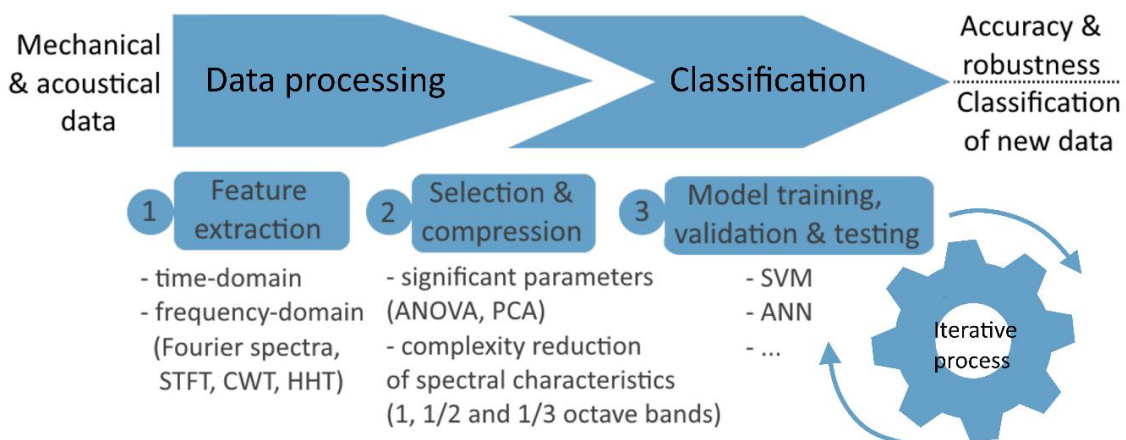 Mechanical
& acoustical
data
Data processing
Classification
Accuracy &
robustness
Classification
of new data
1
Feature
extraction
- time-domain
- frequency-domain
(Fourier spectra,
STFT, CWT, HHT)
2
Selection &
compression
- significant parameters
(ANOVA, PCA)
- complexity reduction
of spectral characteristics
(1, 1/2 and 1/3 octave bands)
3
Model training,
validation & testing
- SVM
- ANN
- ...
Iterative
process